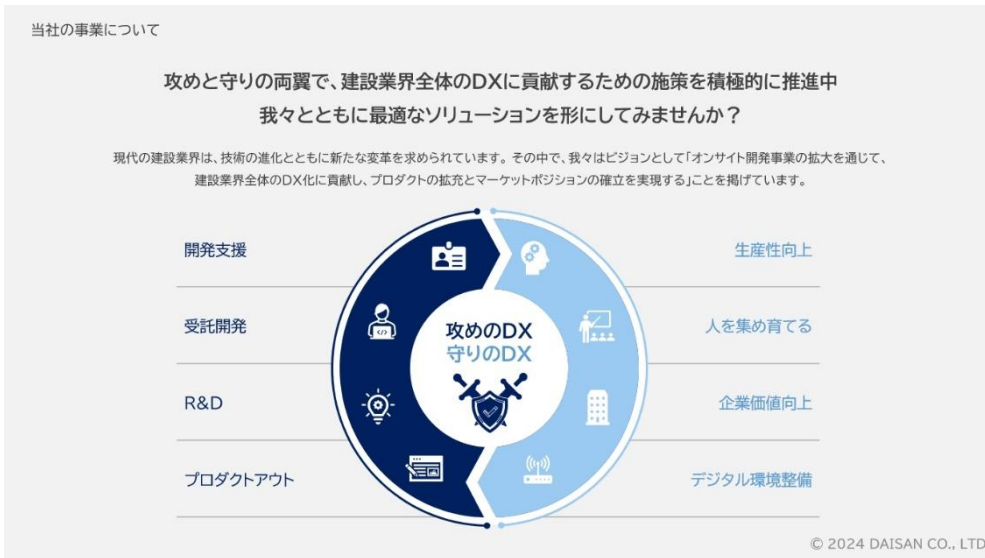 当社の事業について
攻めと守りの両翼で、建設業界全体のDXに貢献するための施策を積極的に推進中
我々とともに最適なソリューションを形にしてみませんか？
現代の建設業界は、技術の進化とともに新たな変革を求められています。その中で、我々はビジョンとして「オンサイト開発事業の拡大を通じて、
建設業界全体のDX化に貢献し、プロダクトの拡充とマーケットポジションの確立を実現する」ことを掲げています。
開発支援
受託開発
R&D
プロダクトアウト
攻めのDX
守りのDX
生産性向上
人を集め育てる
企業価値向上
デジタル環境整備
© 2024 DAISAN CO., LTD